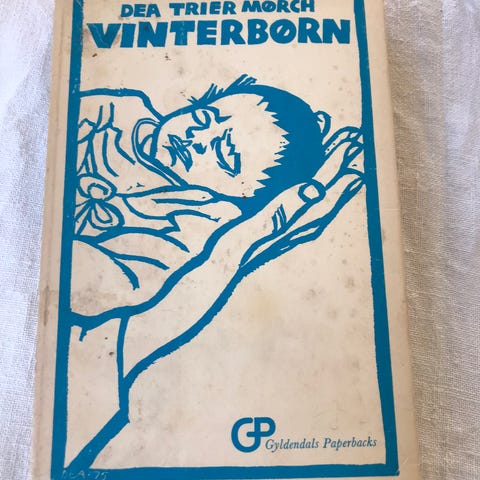 DEA TRIER MØRCH
VINTERBØRN
GP
Gyldendals Paperbacks